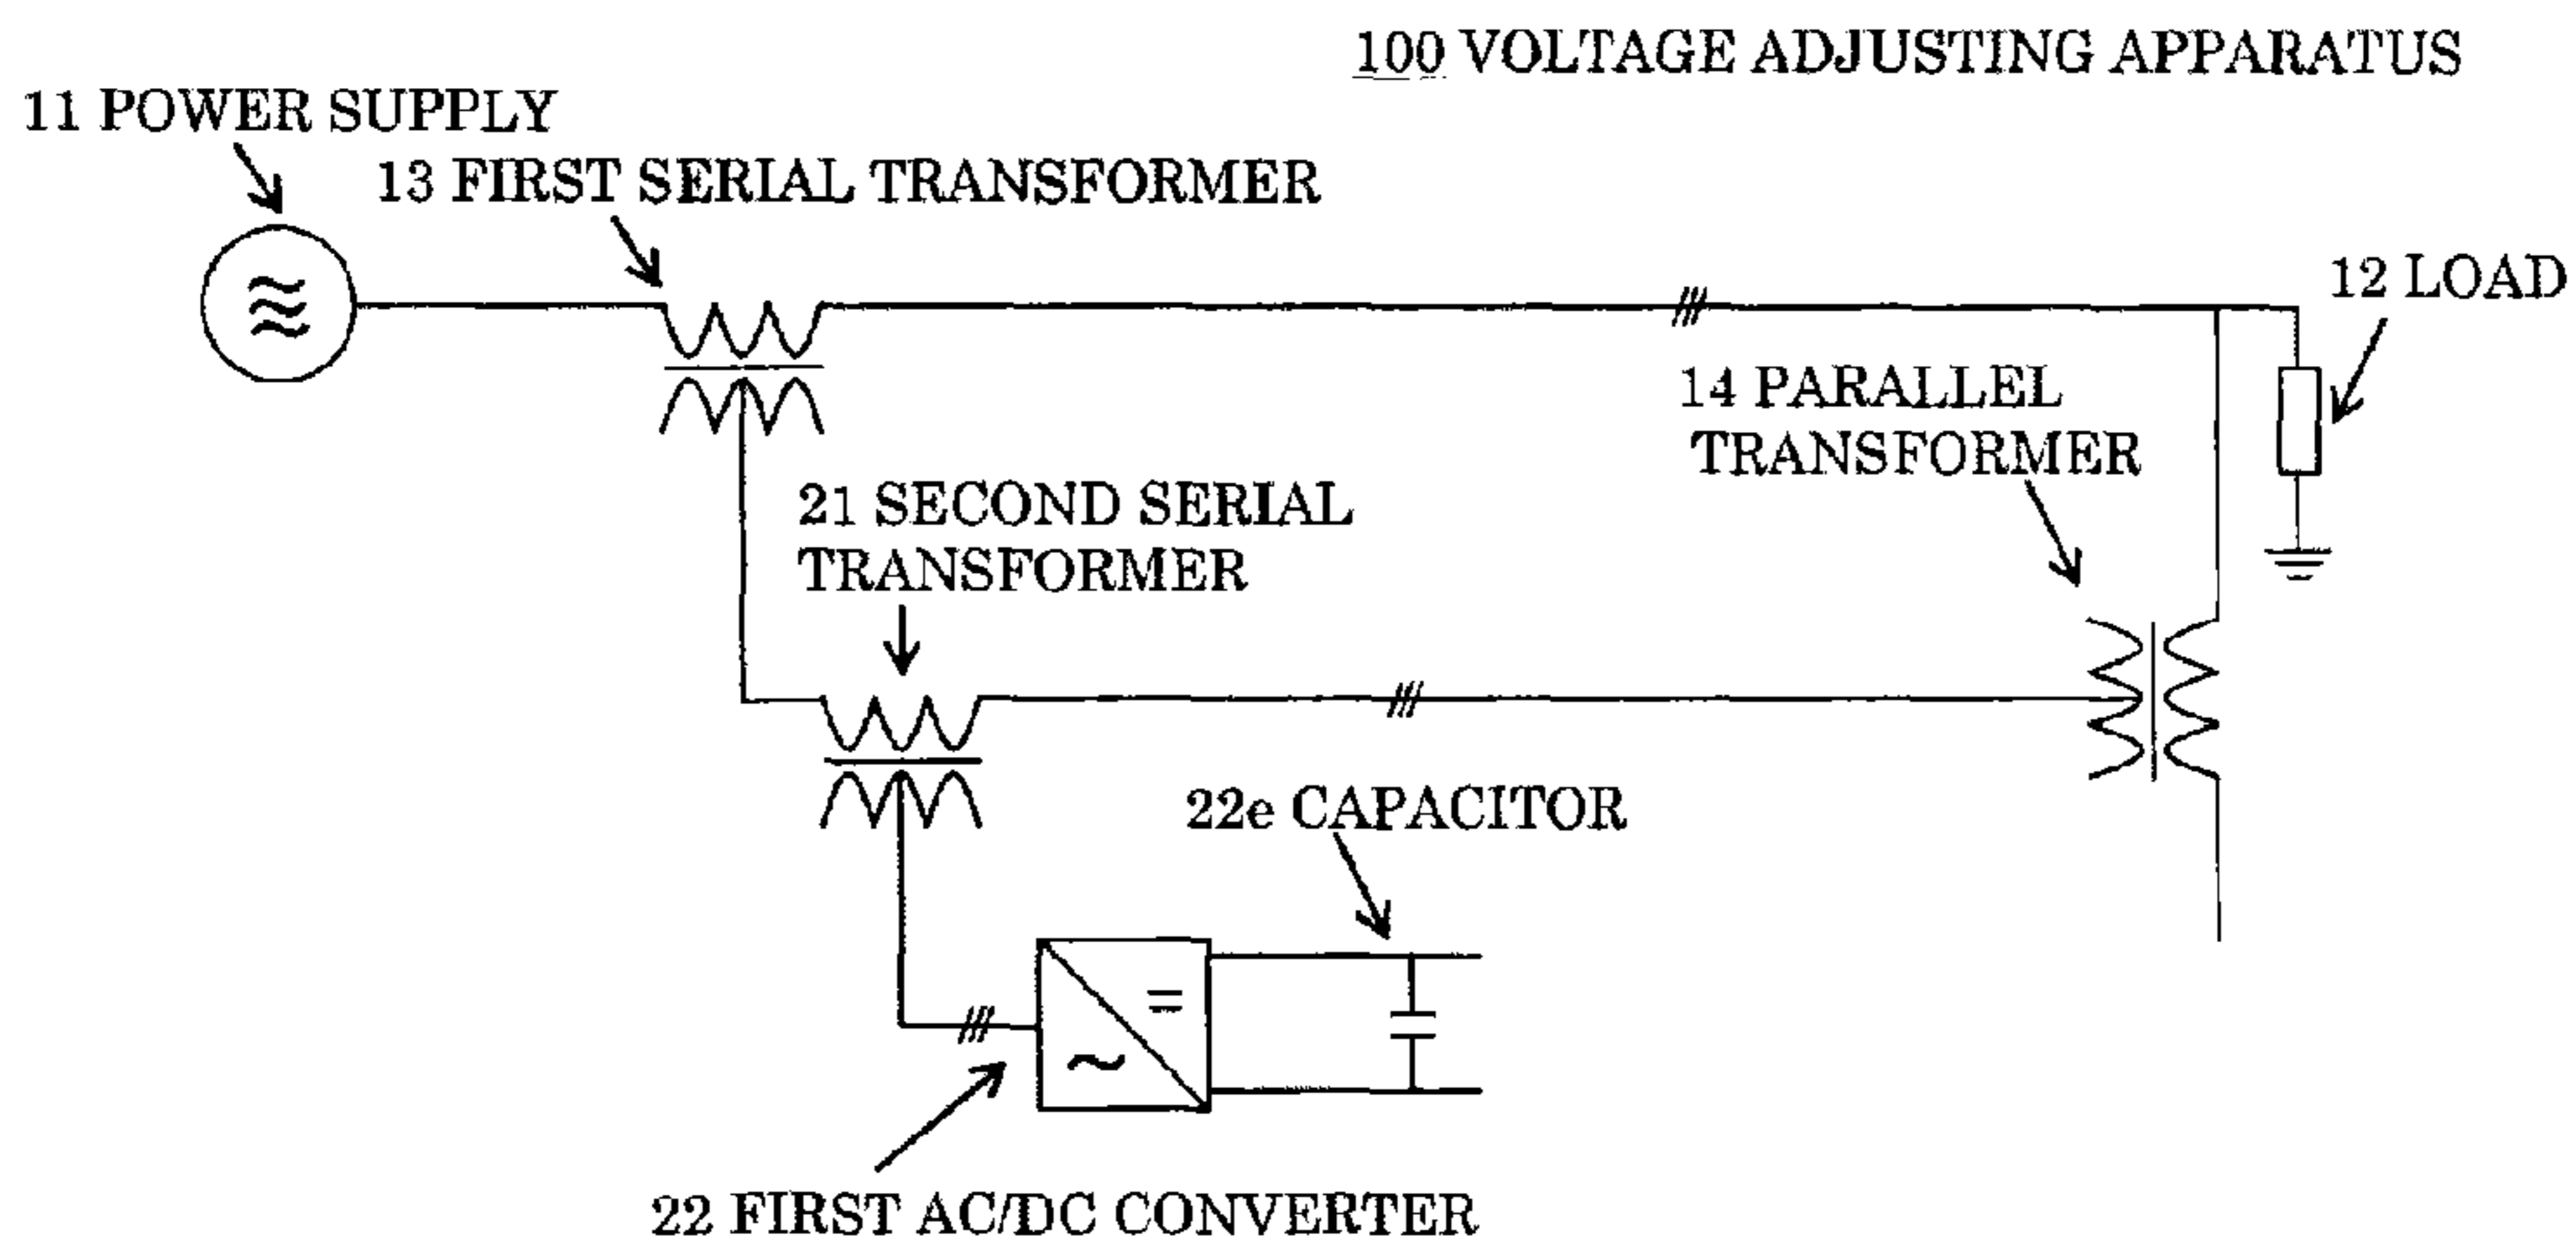 100 VOLTAGE ADJUSTING APPARATUS
11 POWER SUPPLY
13 FIRST SERIAL TRANSFORMER
12 LOAD
14 PARALLEL
TRANSFORMER
21 SECOND SERIAL
TRANSFORMER
22e CAPACITOR
22 FIRST AC/DC CONVERTER